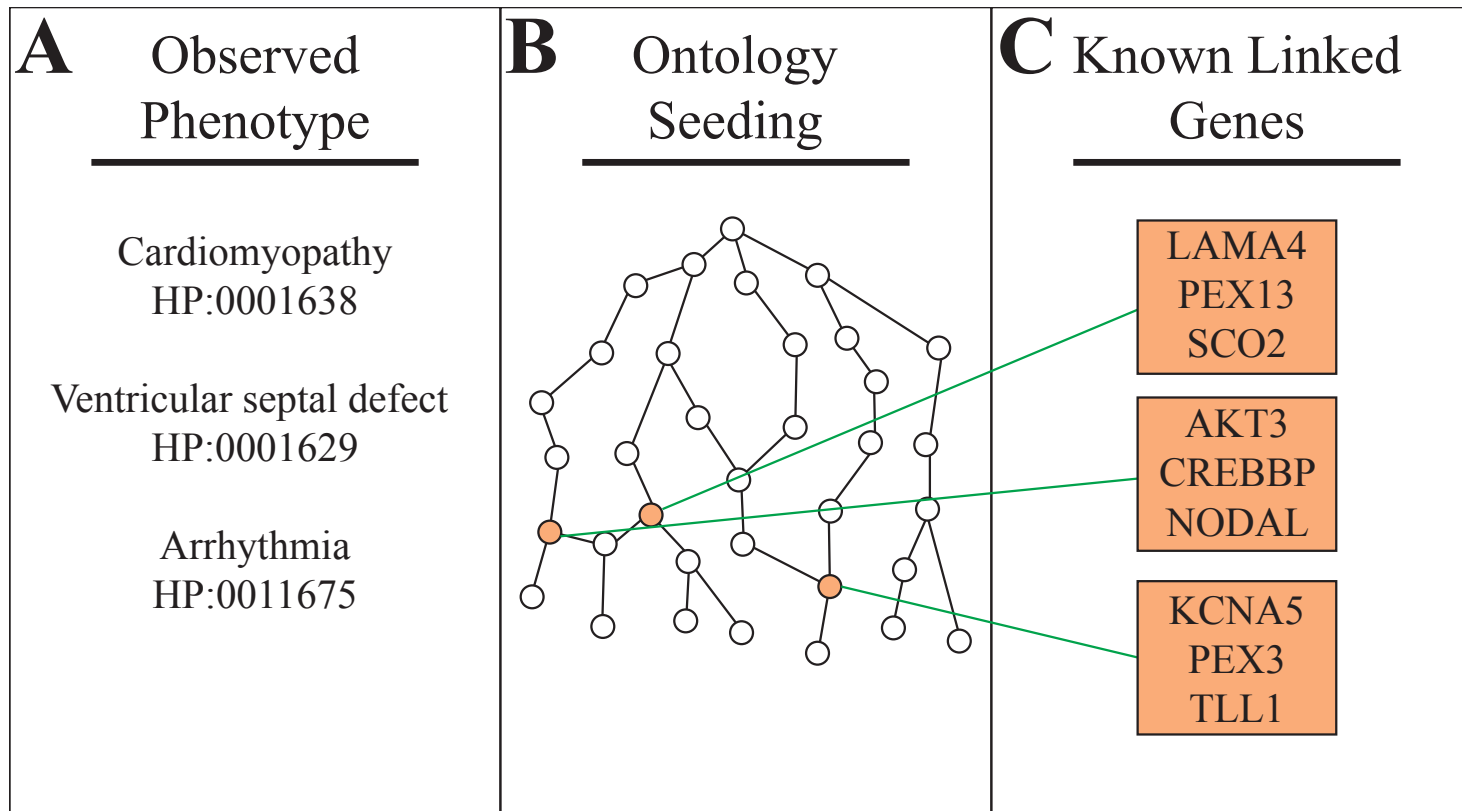 A Observed
Phenotype
Cardiomyopathy
HP:0001638
Ventricular septal defect
HP:0001629
Arrhythmia
HP:0011675
B Ontology
Seeding
C Known Linked
Genes
LAMA4
PEX13
SCO2
AKT3
CREBBP
NODAL
KCNA5
PEX3
TLL1